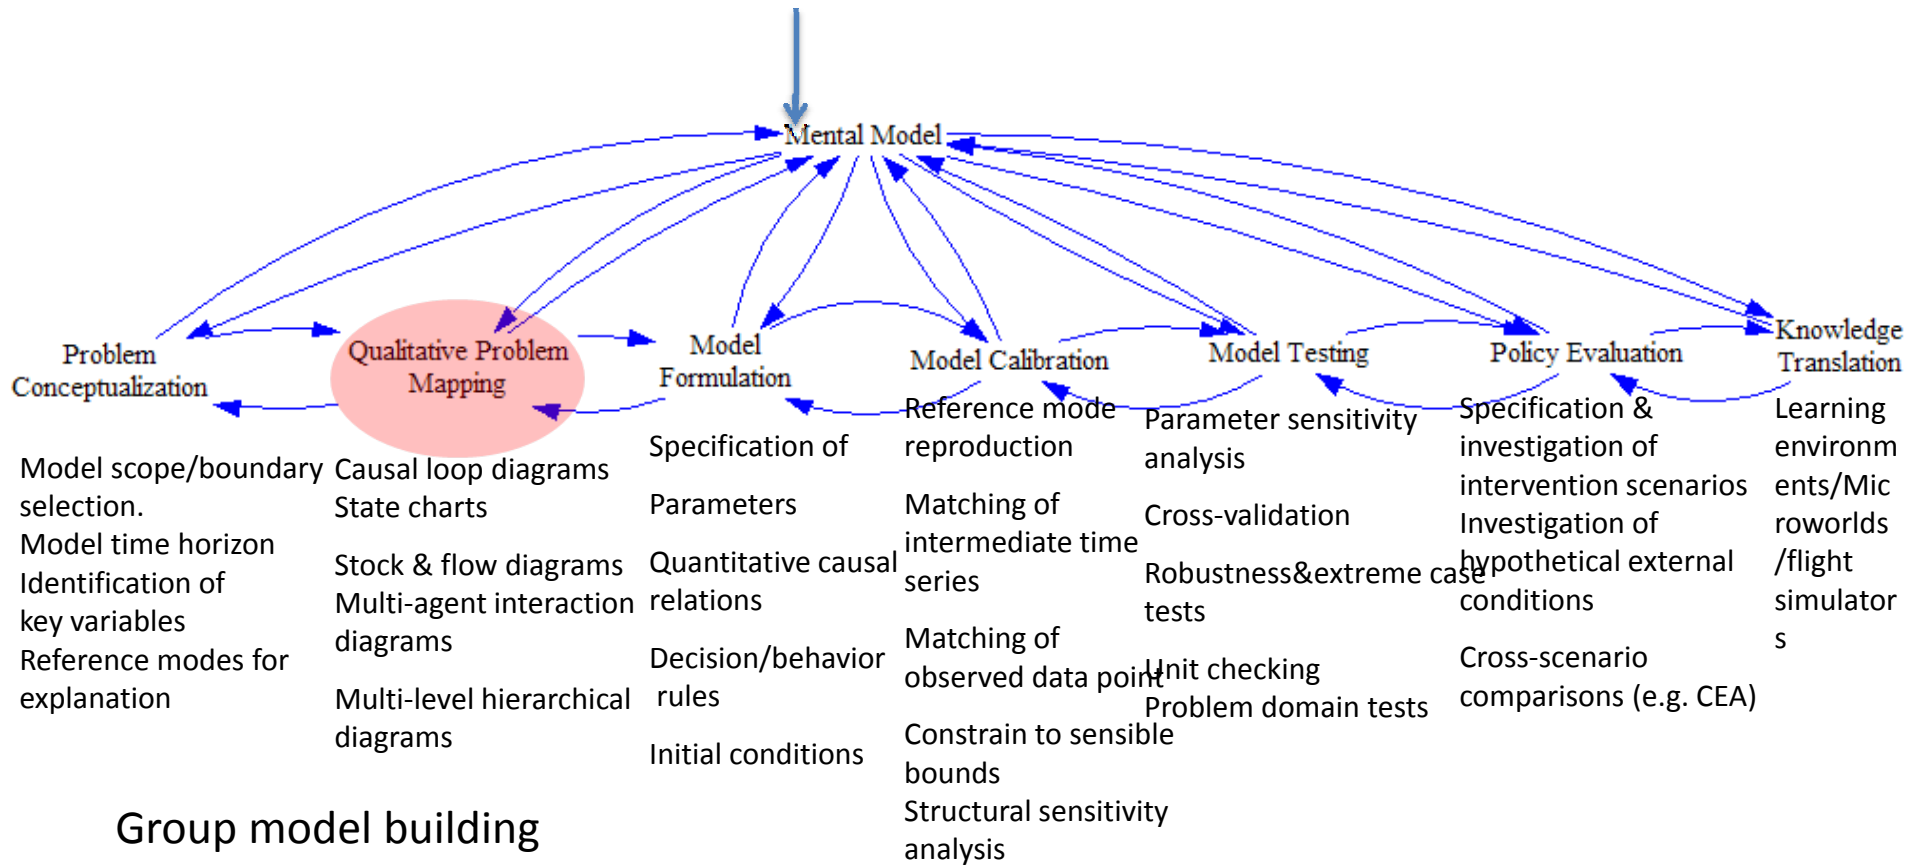 Mental Model
Problem
Conceptualization
Qualitative Problem
Mapping
Model
Formulation
Model Calibration
Model Testing
Policy Evaluation
Knowledge
Translation
Model scope/boundary
selection.
Model time horizon
Identification of
key variables
Reference modes for
explanation
Causal loop diagrams
State charts
Stock & flow diagrams
Multi-agent interaction
diagrams
Multi-level hierarchical
diagrams
Specification of
Parameters
Quantitative causal
relations
Decision/behavior
rules
Initial conditions
Reference mode
reproduction
Matching of
intermediate time
series
Matching of
observed data point
Constrain to sensible
bounds
Structural sensitivity
analysis
Parameter sensitivity
analysis
Cross-validation
Robustness&extreme case
tests
Unit checking
Problem domain tests
Specification &
investigation of
intervention scenarios
Investigation of
hypothetical external
conditions
Cross-scenario
comparisons (e.g. CEA)
Learning
environm
ents/Mic
roworlds
/flight
simulator
s
Group model building